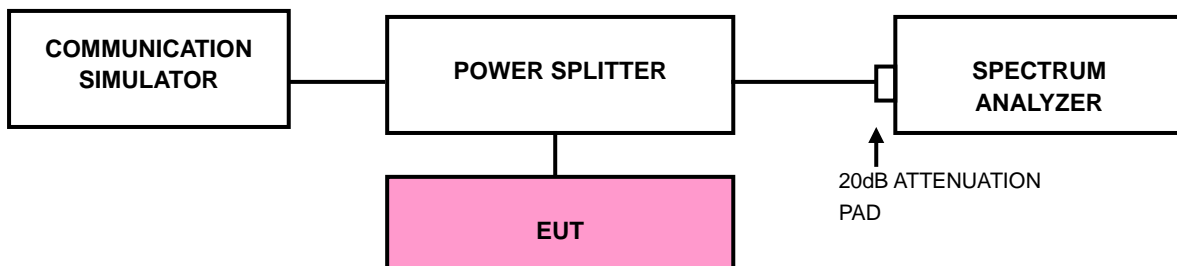 COMMUNICATION
SIMULATOR
POWER SPLITTER
SPECTRUM
ANALYZER
20dB ATTENUATION
PAD
EUT